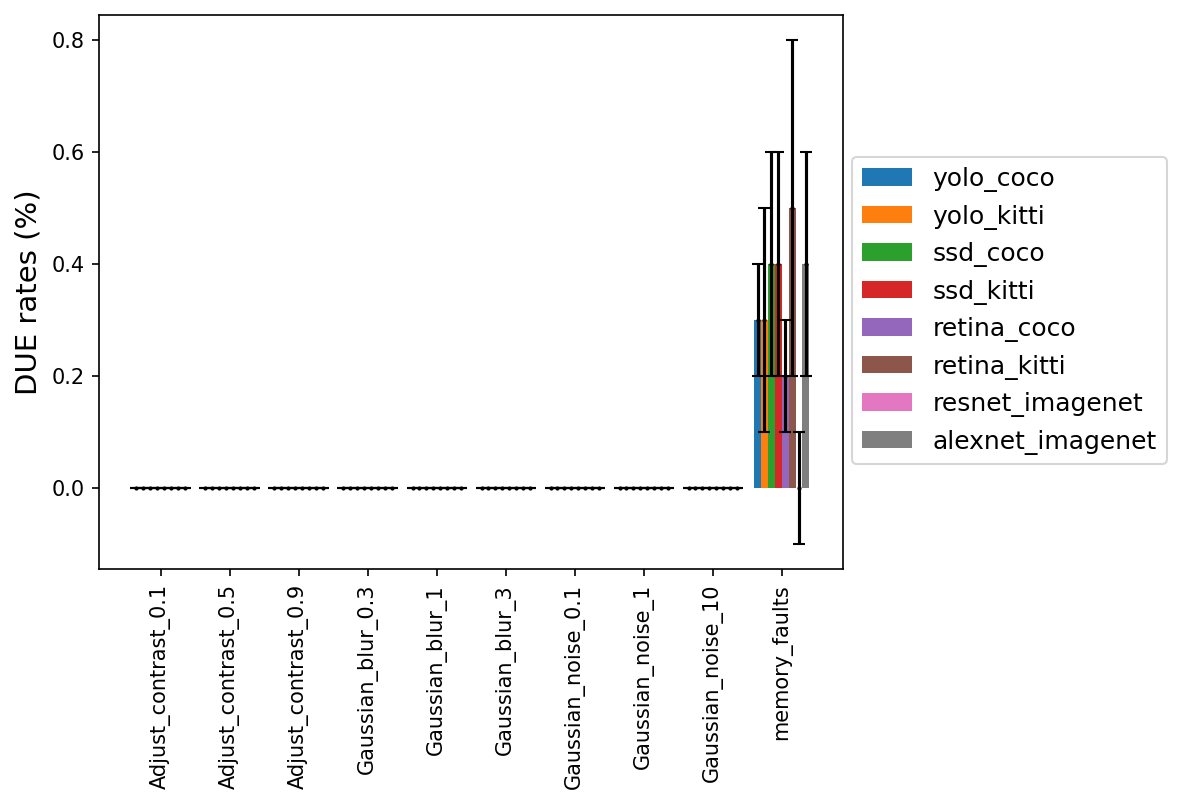 DUE rates (%)
0.8
0.6
0.4
0.2
0.0
Adjust_contrast_0.1
Adjust_contrast_0.5
Adjust_contrast_0.9
Gaussian_blur_0.3
Gaussian_blur_1
Gaussian_blur_3
Gaussian_noise_0.1
Gaussian_noise_1
Gaussian_noise_10
memory_faults
yolo_coco
yolo_kitti
ssd_coco
ssd_kitti
retina_coco
retina_kitti
resnet_imagenet
alexnet_imagenet